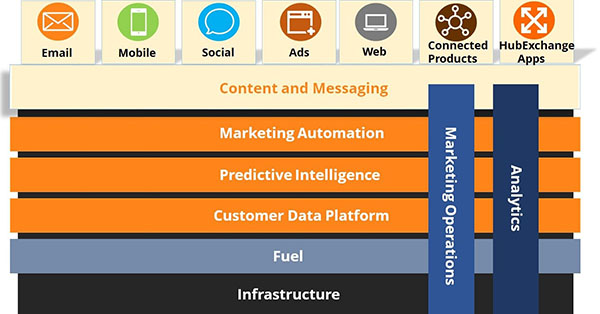 Email
Mobile
Social
Ads
Web
Connected
Products
HubExchange
Apps
Content and Messaging
Marketing Automation
Predictive Intelligence
Customer Data Platform
Fuel
Infrastructure
Marketing Operations
Analytics